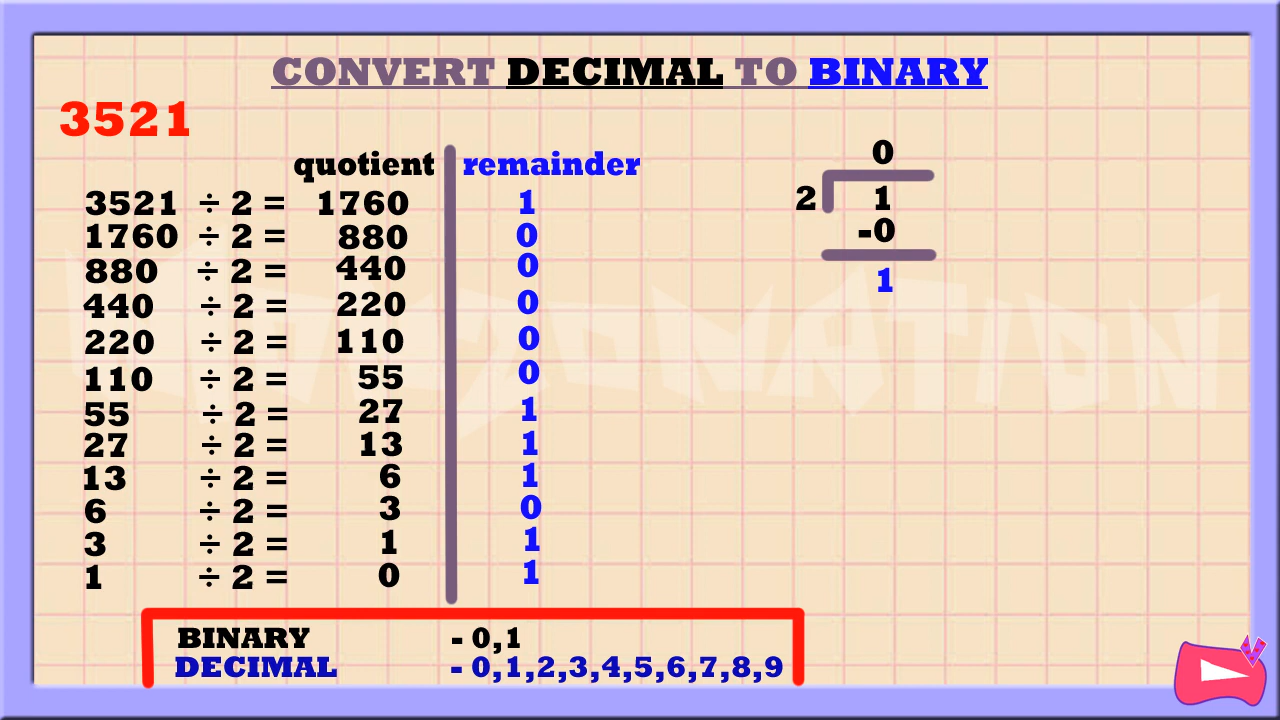 CONVERT DECIMAL TO BINARY
3521
quotient remainder
3521 ÷ 2 = 1760 1
1760 ÷ 2 = 880 0
880 ÷ 2 = 440 0
440 ÷ 2 = 220 0
220 ÷ 2 = 110 0
110 ÷ 2 = 55 0
55 ÷ 2 = 27 1
27 ÷ 2 = 13 1
13 ÷ 2 = 6 1
6 ÷ 2 = 3 0
3 ÷ 2 = 1 1
1 ÷ 2 = 0 1
0
2 1
-0
1
BINARY - 0,1
DECIMAL - 0,1,2,3,4,5,6,7,8,9